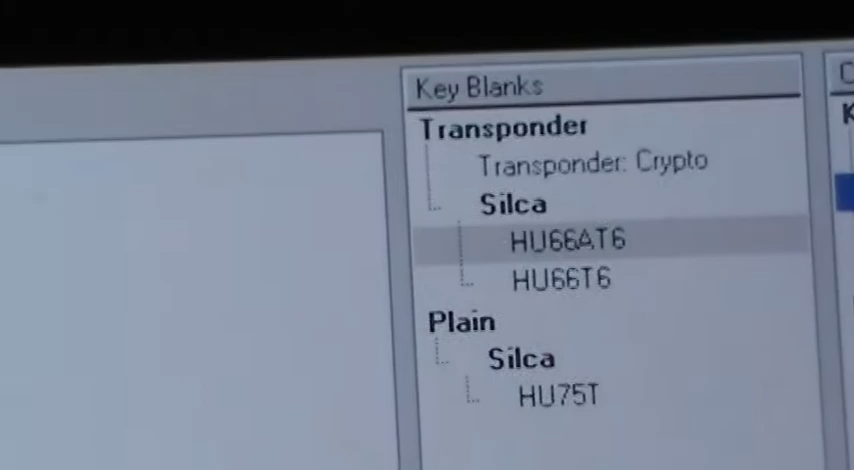 Key Blanks
Transponder
Transponder: Crypto
Silca
HU66AT6
HU66T6
Plain
Silca
HU75T